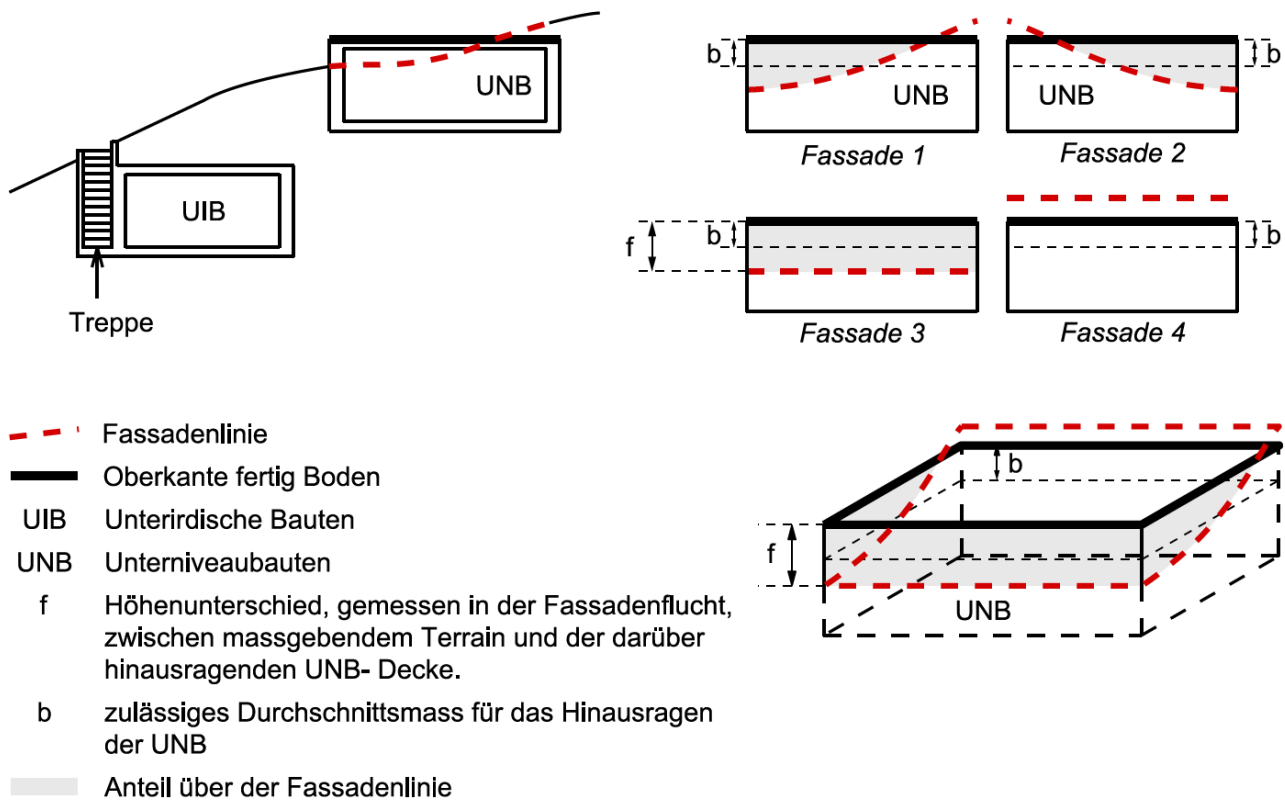 UNB
UIB
Treppe
b
UNB
Fassade 1
UNB
b
Fassade 2
f
b
Fassade 3
b
Fassade 4
Fassadenlinie
Oberkante fertig Boden
UIB Unterirdische Bauten
UNB Unterniveaubauten
f Höhenunterschied, gemessen in der Fassadenflucht,
zwischen massgebendem Terrain und der darüber
hinausragenden UNB- Decke.
b zulässiges Durchschnittsmass für das Hinausragen
der UNB
Anteil über der Fassadenlinie
b
f
UNB